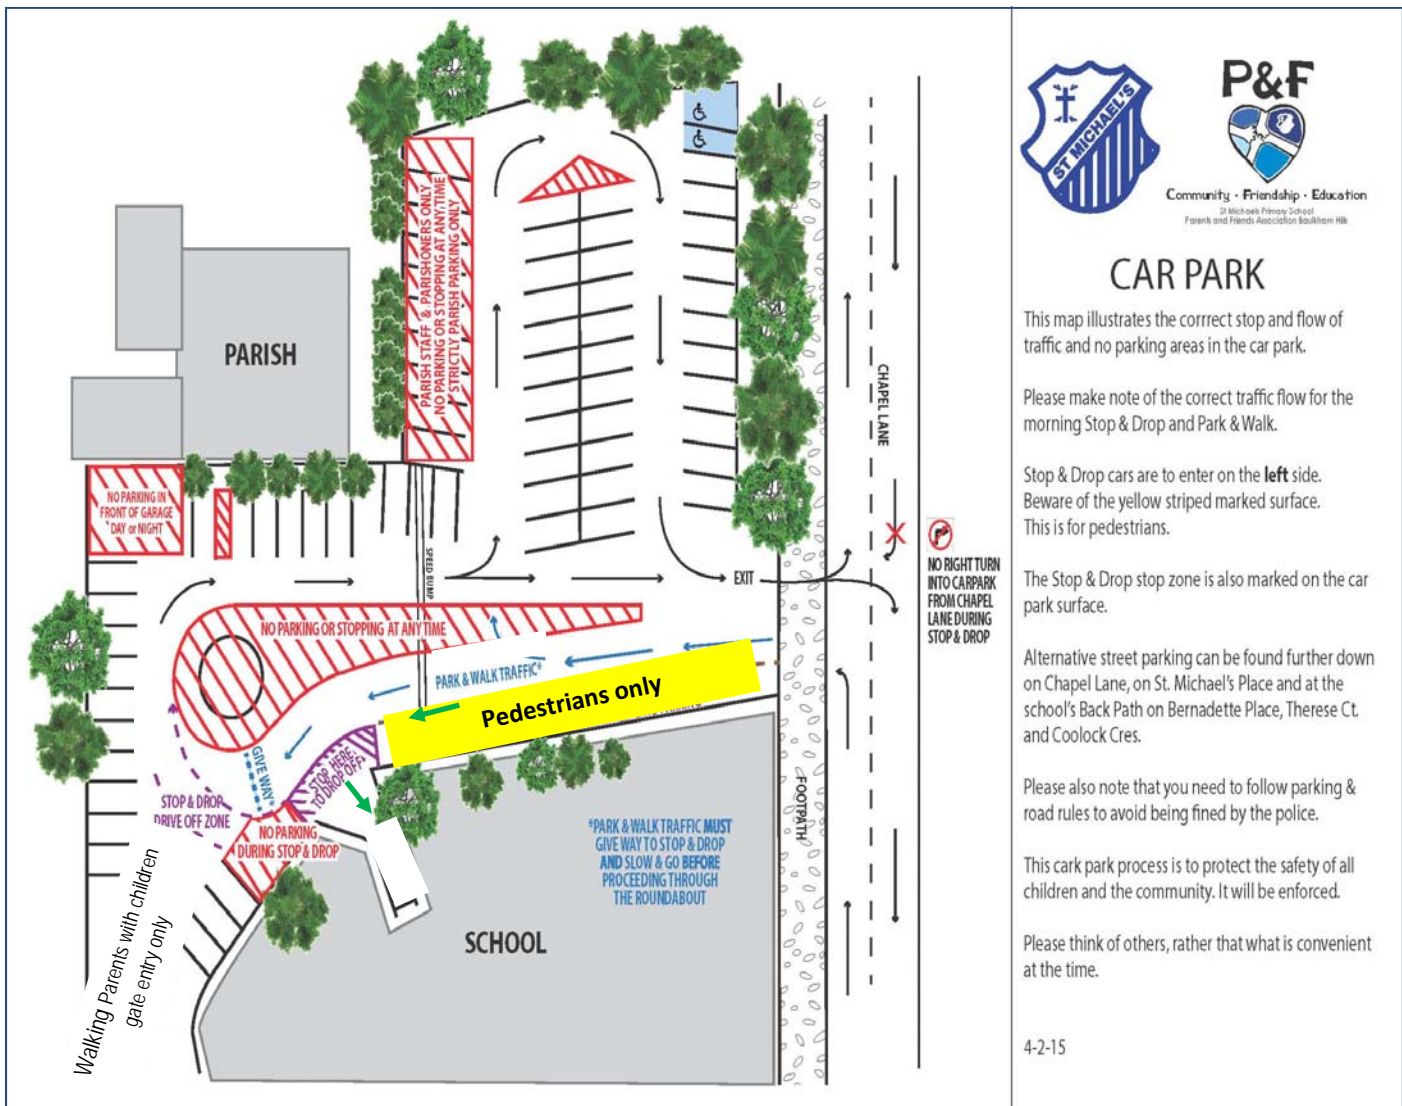 PARISH
PARISH STAFF & PARISHONERS ONLY
NO PARKING OR STOPPING AT ANY TIME
STRICTLY PARISH PARKING ONLY
NO PARKING IN
FRONT OF GARAGE
DAY or NIGHT
SPEED BUMP
EXIT
CHAPEL LANE
NO RIGHT TURN
INTO CARPARK
FROM CHAPEL
LANE DURING
STOP & DROP
NO PARKING OR STOPPING AT ANY TIME
PARK & WALK TRAFFIC*
Pedestrians only
GIVE WAY*
STOP HERE
TO DROP OFF
STOP & DROP
DRIVE OFF ZONE
NO PARKING
DURING STOP & DROP
Walking Parents with children
gate entry only
*PARK & WALK TRAFFIC MUST
GIVE WAY TO STOP & DROP
AND SLOW & GO BEFORE
PROCEEDING THROUGH
THE ROUNDABOUT
FOOTPATH
SCHOOL
ST MICHAEL'S
P&F
Community · Friendship · Education
St Michaels Primary School
Parents and Friends Association Baulkham Hills
CAR PARK
This map illustrates the corrrect stop and flow of
traffic and no parking areas in the car park.
Please make note of the correct traffic flow for the
morning Stop & Drop and Park & Walk.
Stop & Drop cars are to enter on the left side.
Beware of the yellow striped marked surface.
This is for pedestrians.
The Stop & Drop stop zone is also marked on the car
park surface.
Alternative street parking can be found further down
on Chapel Lane, on St. Michael's Place and at the
school's Back Path on Bernadette Place, Therese Ct.
and Coolock Cres.
Please also note that you need to follow parking &
road rules to avoid being fined by the police.
This cark park process is to protect the safety of all
children and the community. It will be enforced.
Please think of others, rather that what is convenient
at the time.
4-2-15